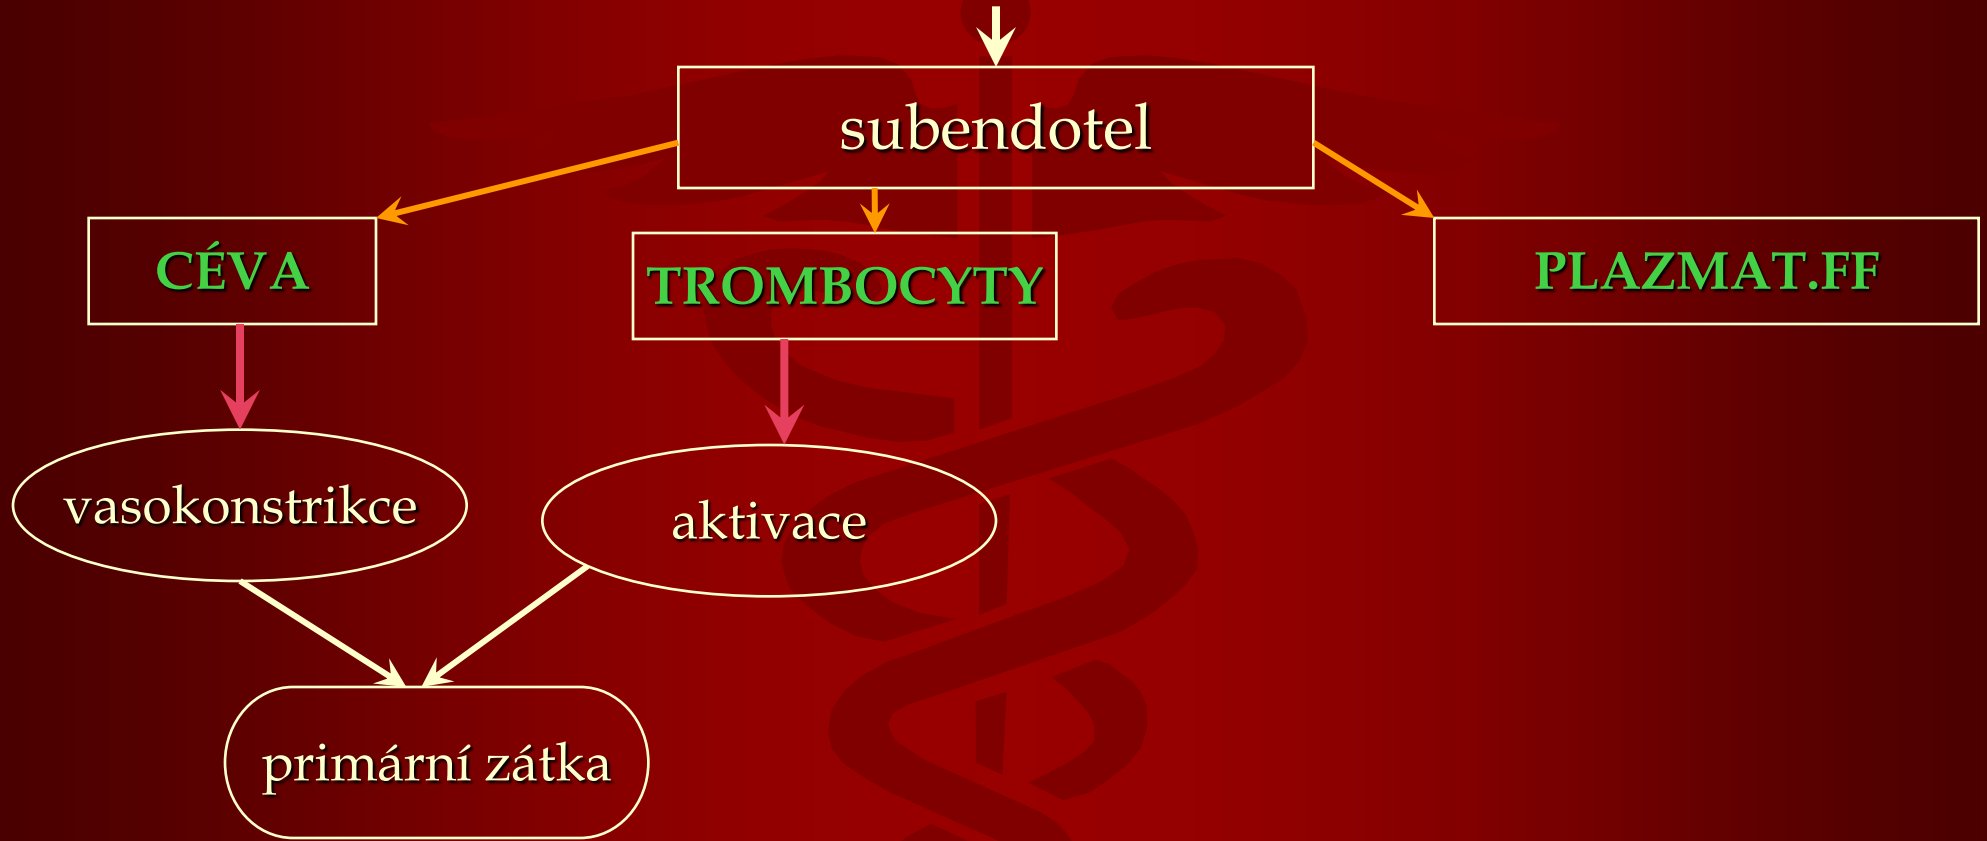 subendotel
CÉVA
TROMBOCYTY
PLAZMAT.FF
vasokonstrikce
aktivace
primární zátka